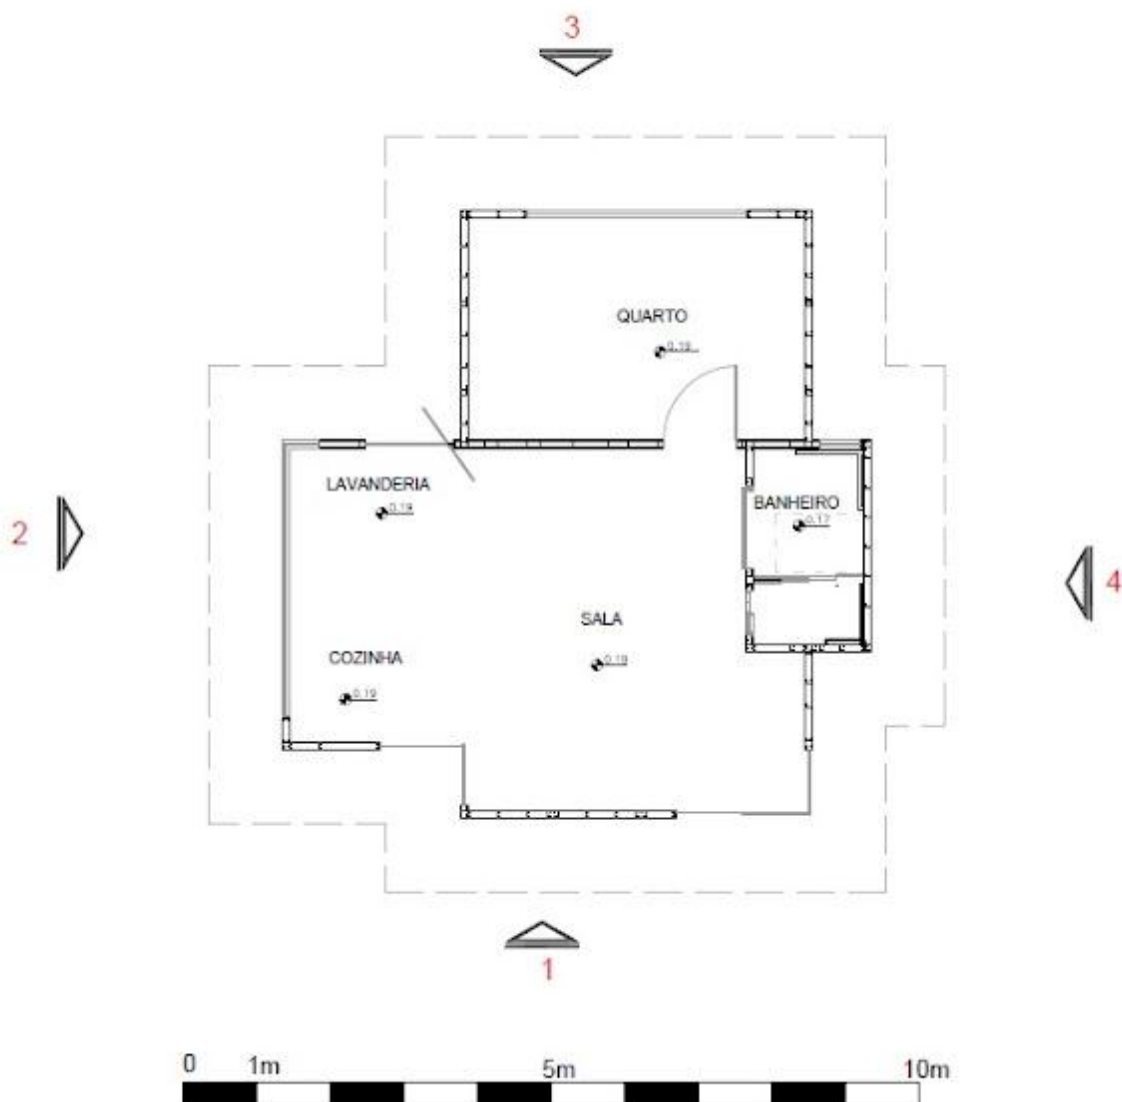 3
QUARTO
0.19
LAVANDERIA
0.19
BANHEIRO
0.17
2
4
SALA
0.19
COZINHA
0.19
1
0 1m 5m 10m